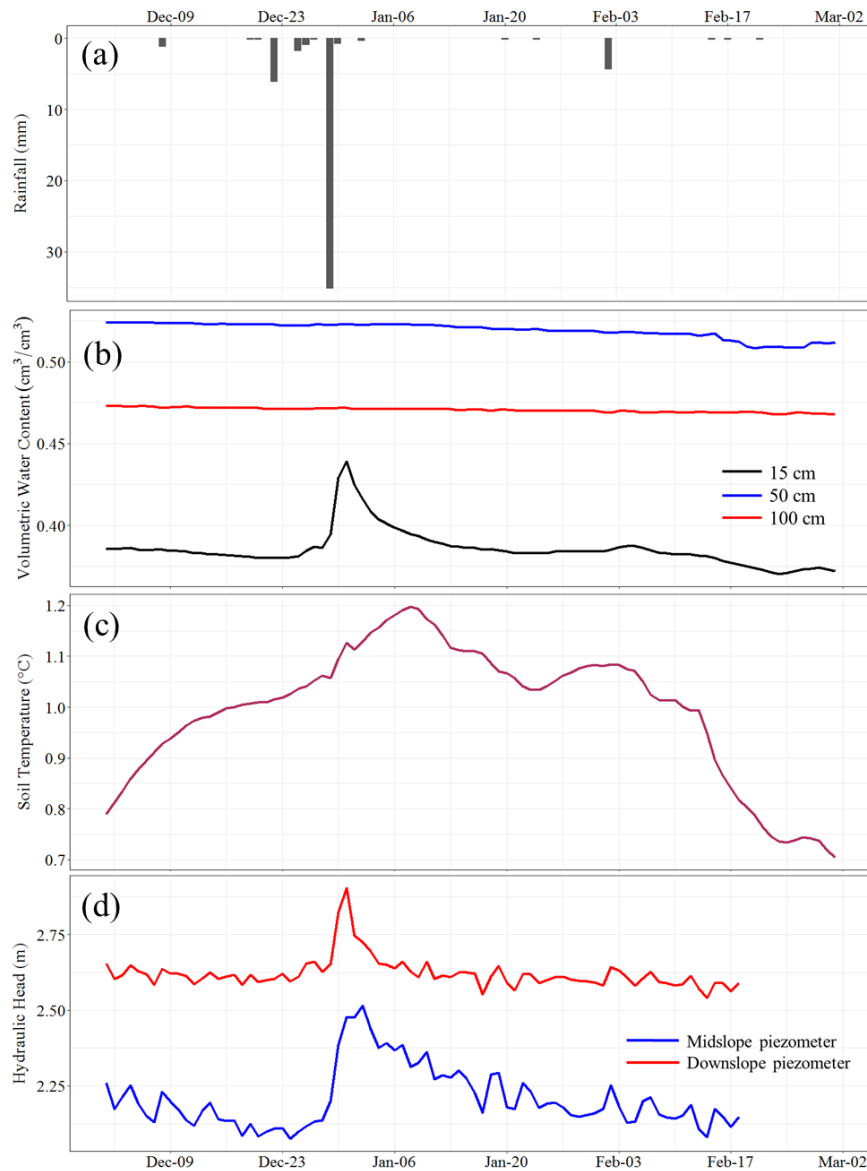 Dec-09 Dec-23 Jan-06 Jan-20 Feb-03 Feb-17 Mar-02
(a)
Rainfall (mm)
0
10
20
30
(b)
Volumetric Water Content (cm³/cm³)
0.50
0.45
0.40
15 cm
50 cm
100 cm
(c)
Soil Temperature (°C)
1.2
1.1
1.0
0.9
0.8
0.7
(d)
Hydraulic Head (m)
2.75
2.50
2.25
Midslope piezometer
Downslope piezometer
Dec-09 Dec-23 Jan-06 Jan-20 Feb-03 Feb-17 Mar-02